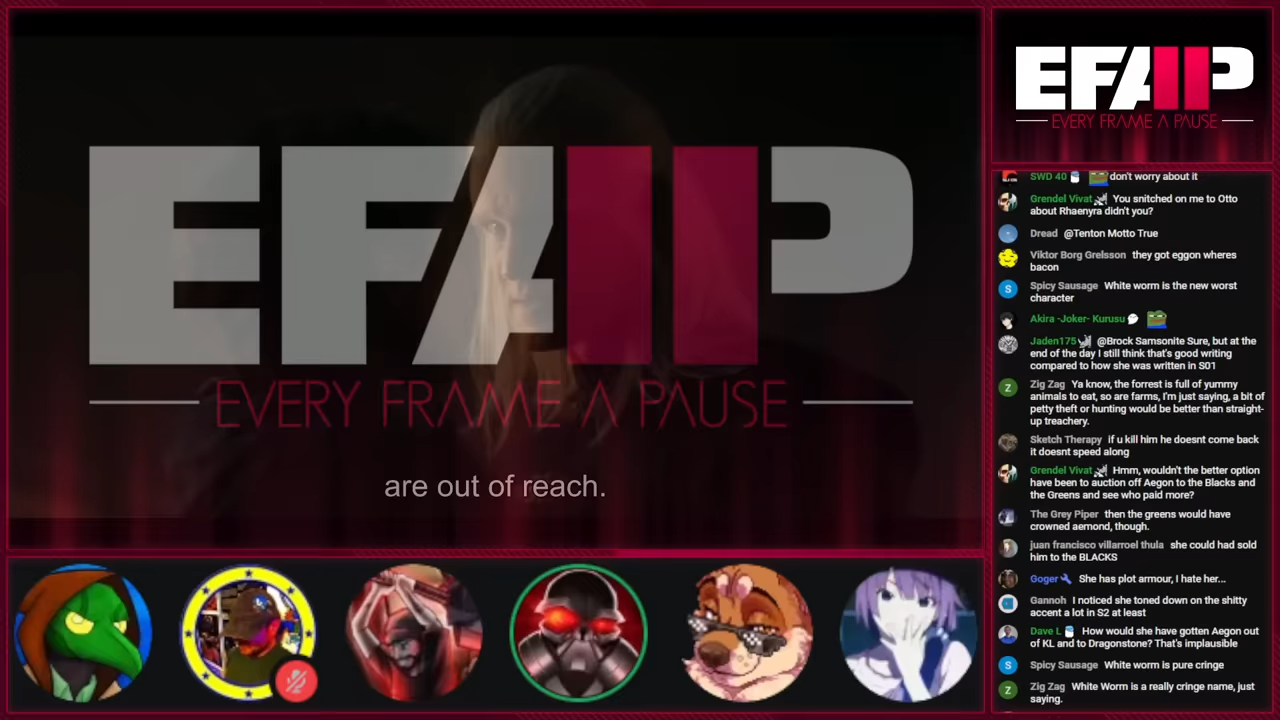 EFAP
EVERY FRAME A PAUSE
are out of reach.
EFAP
EVERY FRAME A PAUSE
SWD 40 don't worry about it
Grendel Vivat You snitched on me to Otto
about Rhaenyra didn't you?
Dread @Tenton Motto True
Viktor Borg Grelsson they got eggon wheres
bacon
Spicy Sausage White worm is the new worst
character
Akira -Joker- Kurusu
Jaden175 @Brock Samsonite Sure, but at the
end of the day I still think that's good writing
compared to how she was written in S01
Zig Zag Ya know, the forrest is full of yummy
animals to eat, so are farms, I'm just saying, a bit of
petty theft or hunting would be better than straight-
up treachery.
Sketch Therapy if u kill him he doesnt come back
it doesnt speed along
Grendel Vivat Hmm, wouldn't the better option
have been to auction off Aegon to the Blacks and
the Greens and see who paid more?
The Grey Piper then the greens would have
crowned aemond, though.
juan francisco villarroel thula she could had sold
him to the BLACKS
Goger She has plot armour, I hate her...
Gannoh I noticed she toned down on the shitty
accent a lot in S2 at least
Dave L How would she have gotten Aegon out
of KL and to Dragonstone? That's implausible
Spicy Sausage White worm is pure cringe
Zig Zag White Worm is a really cringe name, just
saying.
S
Z
S
Z